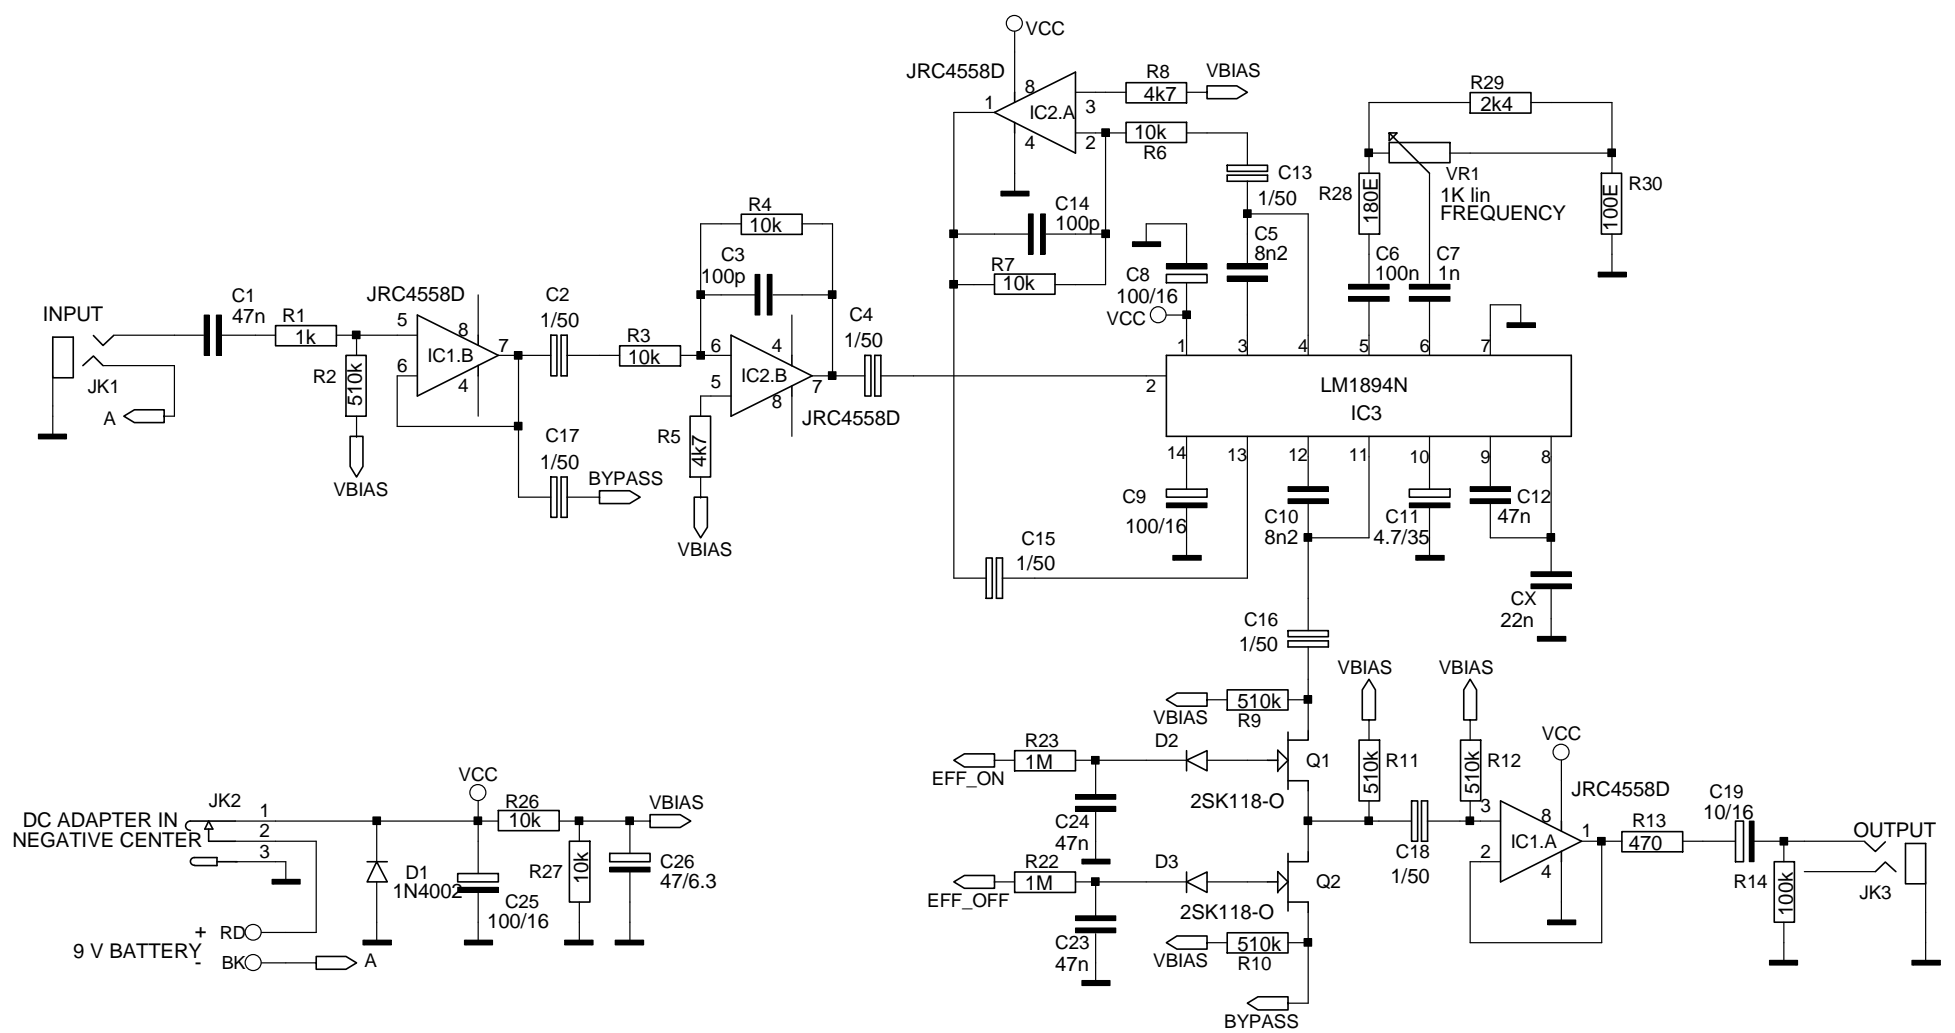 VCC
JRC4558D
8
1
IC2.A
3
4
2
R8
4k7
VBIAS
10k
R6
C13
1/50
C14
100p
R7
10k
C5
8n2
C8
100/16
VCC
R29
2k4
VR1
1K lin
FREQUENCY
R28
180E
R30
100E
C6
100n
C7
1n
INPUT
JK1
A
C1
47n
R1
1k
R2
510k
VBIAS
JRC4558D
5
6
8
IC1.B
4
7
C2
1/50
C17
1/50
BYPASS
R3
10k
R4
10k
C3
100p
6
5
4
IC2.B
8
7
JRC4558D
R5
4k7
VBIAS
C4
1/50
1
3
4
5
6
7
2
LM1894N
IC3
14
13
12
11
10
9
8
C9
100/16
C10
8n2
C11
4.7/35
C12
47n
CX
22n
C15
1/50
C16
1/50
VBIAS
510k
R9
VBIAS
VBIAS
EFF_ON
R23
1M
D2
Q1
2SK118-O
C24
47n
R11
510k
R12
510k
VCC
JRC4558D
3
2
8
IC1.A
4
1
R13
470
C19
10/16
OUTPUT
R14
100k
JK3
C18
1/50
EFF_OFF
R22
1M
D3
Q2
2SK118-O
C23
47n
VBIAS
510k
R10
BYPASS
DC ADAPTER IN
NEGATIVE CENTER
JK2
1
2
3
VCC
R26
10k
VBIAS
D1
1N4002
C25
100/16
R27
10k
C26
47/6.3
9 V BATTERY
+ RD
- BK
A